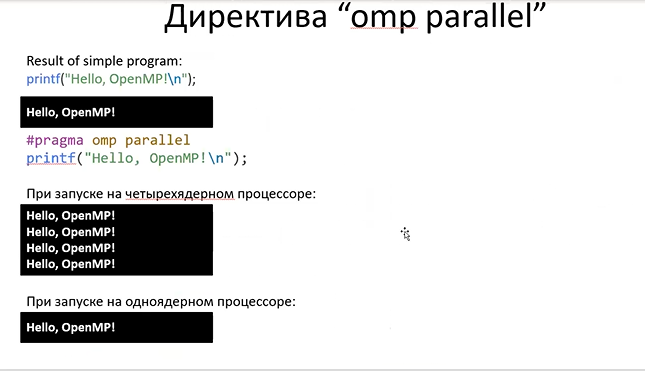 Директива “omp parallel”
Result of simple program:
printf("Hello, OpenMP!\n");
Hello, OpenMP!
#pragma omp parallel
printf("Hello, OpenMP!\n");
При запуске на четырехядерном процессоре:
Hello, OpenMP!
Hello, OpenMP!
Hello, OpenMP!
Hello, OpenMP!
При запуске на одноядерном процессоре:
Hello, OpenMP!